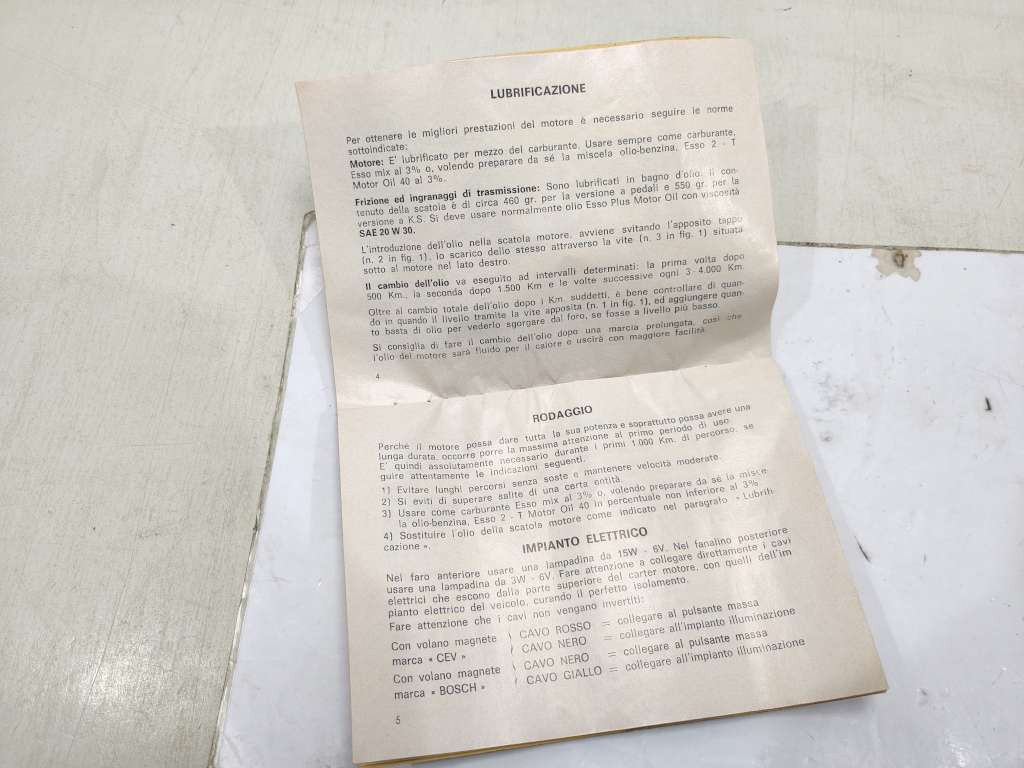 LUBRIFICAZIONE
Per ottenere le migliori prestazioni del motore è necessario seguire le norme
sottoindicate:
Motore: E' lubrificato per mezzo del carburante. Usare sempre come carburante,
Esso mix al 3% o, volendo preparare da sé la miscela olio-benzina, Esso 2 - T
Motor Oil 40 al 3%.
Frizione ed ingranaggi di trasmissione: Sono lubrificati in bagno d'olio. Il con-
tenuto della scatola è di circa 460 gr. per la versione a pedali e 550 gr. per la
versione a K.S. Si deve usare normalmente olio Esso Plus Motor Oil con viscosità
SAE 20 W 30.
L'introduzione dell'olio nella scatola motore, avviene svitando l'apposito tappo
(n. 2 in fig. 1), lo scarico dello stesso attraverso la vite (n. 3 in fig. 1) situata
sotto al motore nel lato destro.
Il cambio dell'olio va eseguito ad intervalli determinati: la prima volta dopo
500 Km., la seconda dopo 1.500 Km e le volte successive ogni 3 4.000 Km.
Oltre al cambio totale dell'olio dopo i Km. suddetti, è bene controllare di quan-
do in quando il livello tramite la vite apposita (n. 1 in fig. 1), ed aggiungere quan-
to basta di olio per vederlo sgorgare dal foro, se fosse a livello più basso.
Si consiglia di fare il cambio dell'olio dopo una marcia prolungata, così che
l'olio del motore sarà fluido per il calore e uscirà con maggiore facilità.
4
RODAGGIO
Perchè il motore possa dare tutta la sua potenza e soprattutto possa avere una
lunga durata, occorre porre la massima attenzione al primo periodo di uso.
E' quindi assolutamente necessario durante i primi 1.000 Km. di percorso, se
guire attentamente le indicazioni seguenti.
1) Evitare lunghi percorsi senza soste e mantenere velocità moderate.
2) Si eviti di superare salite di una certa entità.
3) Usare come carburante Esso mix al 3% o, volendo preparare da sé la misce
la olio-benzina, Esso 2 - T Motor Oil 40 in percentuale non inferiore al 3%
4) Sostituire l'olio della scatola motore come indicato nel paragrafo « Lubrifi
cazione ».
IMPIANTO ELETTRICO
Nel faro anteriore usare una lampadina da 15W - 6V. Nel fanalino posteriore
usare una lampadina da 3W - 6V. Fare attenzione a collegare direttamente i cavi
elettrici che escono dalla parte superiore del carter motore, con quelli dell'im
pianto elettrico del veicolo, curando il perfetto isolamento.
Fare attenzione che i cavi non vengano invertiti:
Con volano magnete ⎰ CAVO ROSSO = collegare al pulsante massa
marca « CEV » ⎱ CAVO NERO = collegare all'impianto illuminazione
Con volano magnete ⎰ CAVO NERO = collegare al pulsante massa
marca « BOSCH » ⎱ CAVO GIALLO = collegare all'impianto illuminazione
5